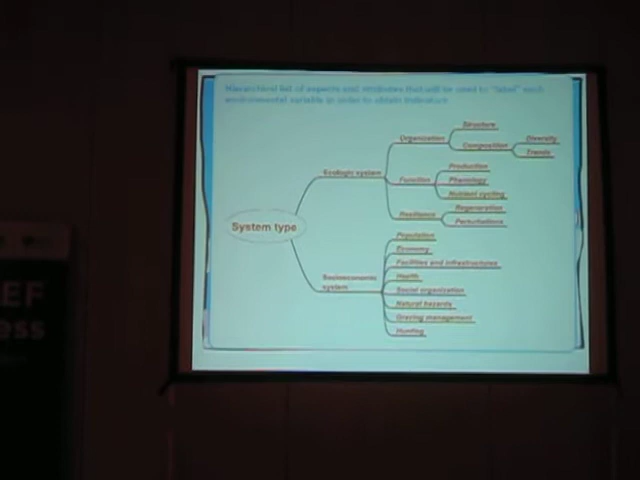 Hierarchical list of aspects and attributes that will be used to "label" each
environmental variable in order to obtain indicators
System type
Ecologic system
Organization
Structure
Composition
Diversity
Trends
Function
Production
Phenology
Nutrient cycling
Resilience
Regeneration
Perturbations
Socioeconomic
system
Population
Economy
Facilities and infrastructures
Health
Social organization
Natural hazards
Grazing management
Hunting
EF
ess